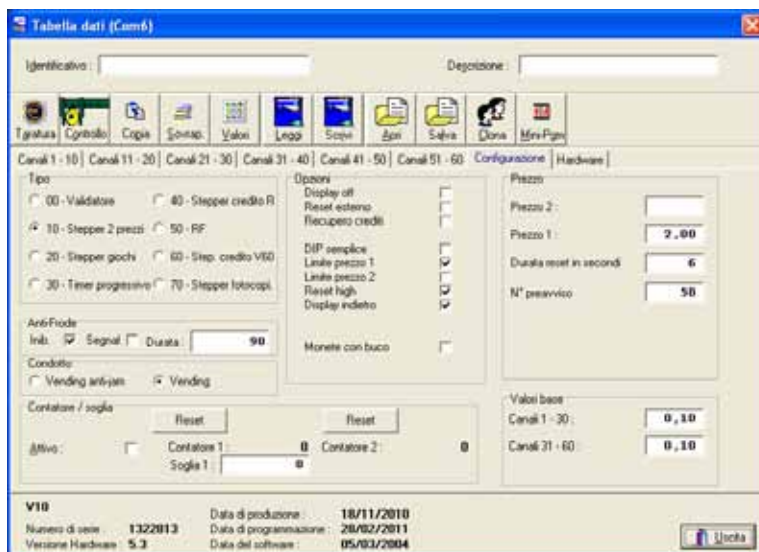 Tabella dati (Com6)
Identificativo :
Descrizione :
Taratura Controllo Copia Sovrap. Valori Leggi Scrivi Apri Salva Clona Mini-Pgm
Canali 1 - 10 Canali 11 - 20 Canali 21 - 30 Canali 31 - 40 Canali 41 - 50 Canali 51 - 60 Configurazione Hardware
Tipo
00 - Validatore
40 - Stepper credito R
10 - Stepper 2 prezzi
50 - RF
20 - Stepper giochi
60 - Step. credito V60
30 - Timer progressivo
70 - Stepper fotocopi.
Anti-Frode
Inib. Segnal. Durata : 90
Condotto
Vending anti-jam
Vending
Opzioni
Display off
Reset esterno
Recupero crediti
DIP semplice
Limite prezzo 1
Limite prezzo 2
Reset high
Display indietro
Monete con buco
Prezzo
Prezzo 2 :
Prezzo 1 : 2,00
Durata reset in secondi 6
N° preavviso 50
Contatore / soglia
Reset
Reset
Attivo :
Contatore 1 : 0
Contatore 2 : 0
Soglia 1 : 0
Valori base
Canali 1 - 30 : 0,10
Canali 31 - 60 : 0,10
V10
Numero di serie : 1322013
Versione Hardware : 5.3
Data di produzione : 18/11/2010
Data di programmazione : 28/02/2011
Data del software : 05/03/2004
Uscita